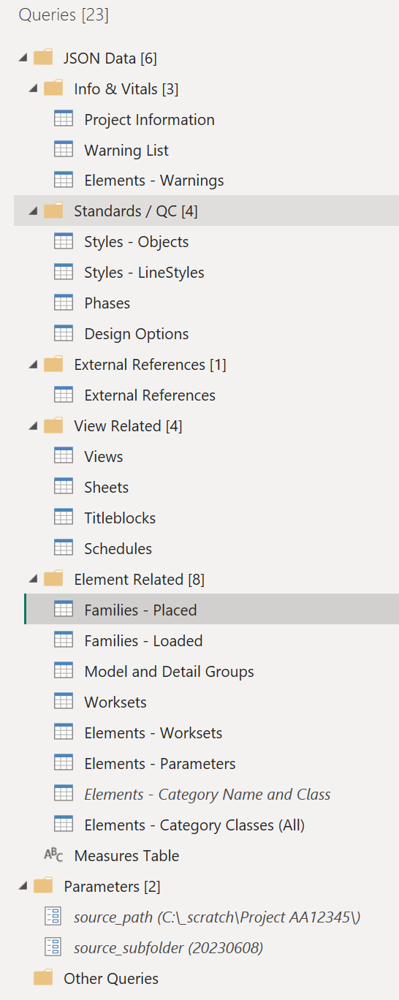 Queries [23]
JSON Data [6]
Info & Vitals [3]
Project Information
Warning List
Elements - Warnings
Standards / QC [4]
Styles - Objects
Styles - LineStyles
Phases
Design Options
External References [1]
External References
View Related [4]
Views
Sheets
Titleblocks
Schedules
Element Related [8]
Families - Placed
Families - Loaded
Model and Detail Groups
Worksets
Elements - Worksets
Elements - Parameters
Elements - Category Name and Class
Elements - Category Classes (All)
ABC Measures Table
Parameters [2]
source_path (C:\_scratch\Project AA12345\)
source_subfolder (20230608)
Other Queries